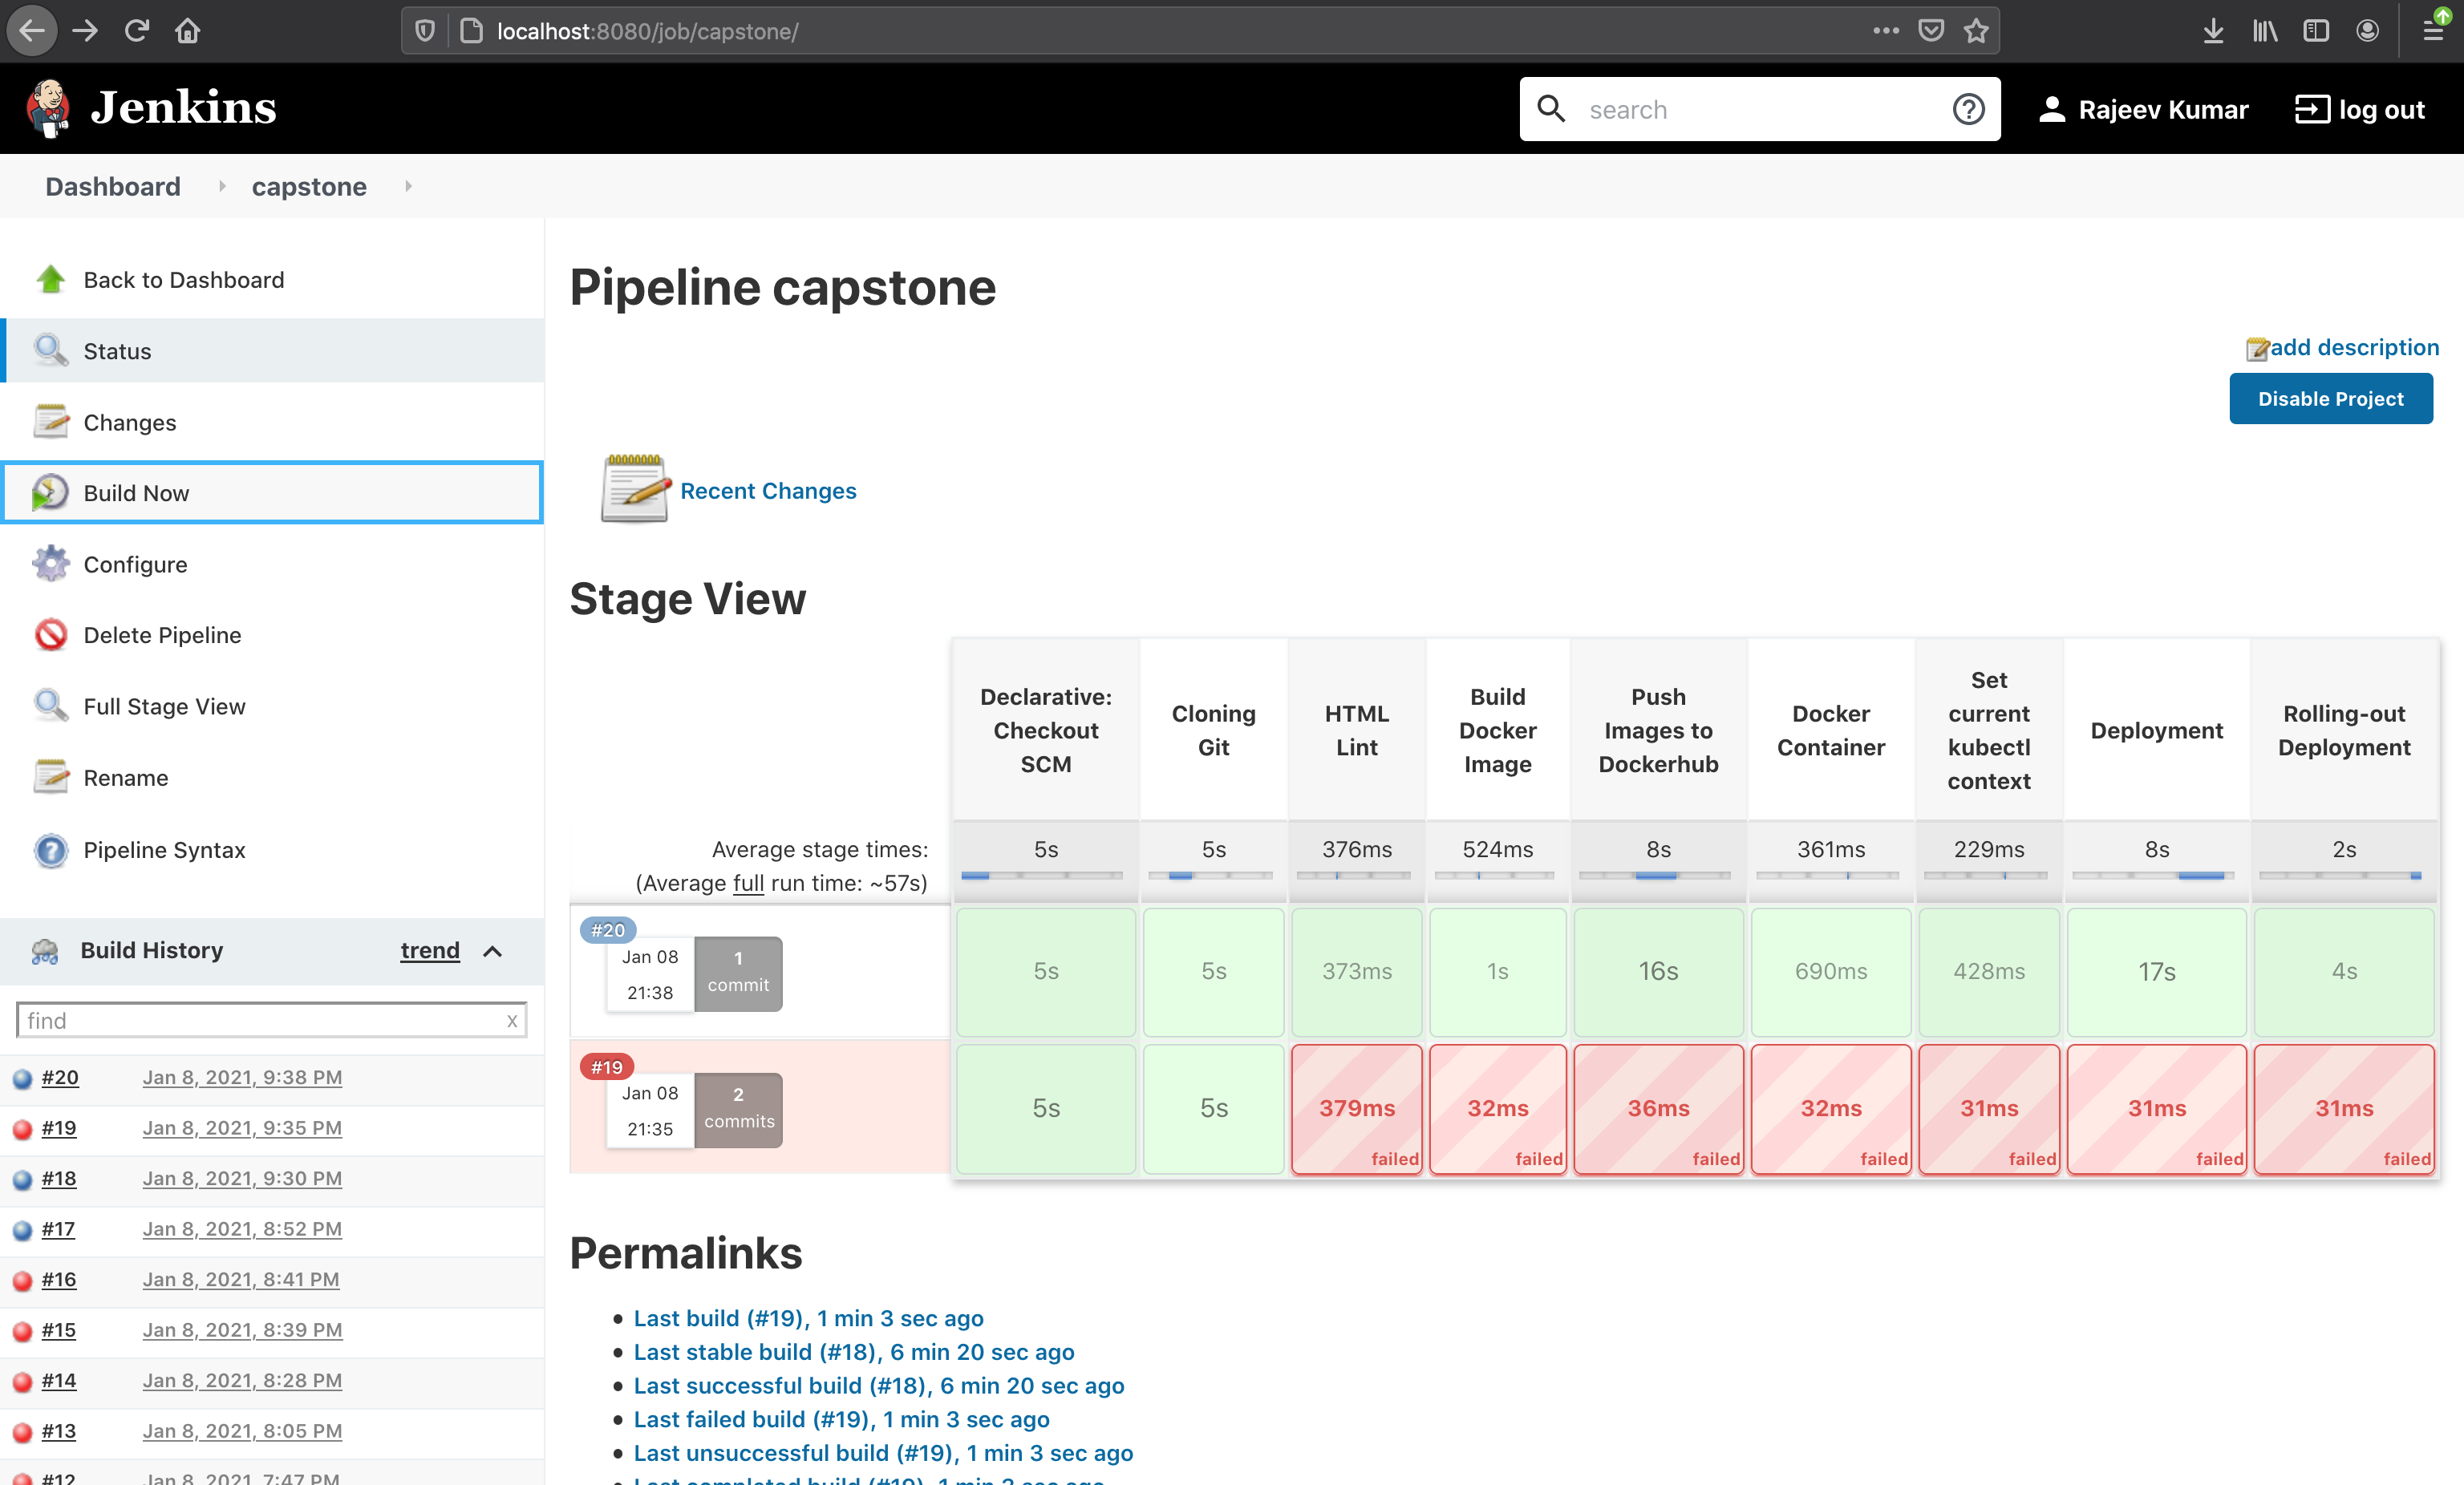 localhost:8080/job/capstone/
Jenkins
search
Rajeev Kumar
log out
Dashboard
capstone
Back to Dashboard
Status
Changes
Build Now
Configure
Delete Pipeline
Full Stage View
Rename
Pipeline Syntax
Build History
trend
find
x
#20 Jan 8, 2021, 9:38 PM
#19 Jan 8, 2021, 9:35 PM
#18 Jan 8, 2021, 9:30 PM
#17 Jan 8, 2021, 8:52 PM
#16 Jan 8, 2021, 8:41 PM
#15 Jan 8, 2021, 8:39 PM
#14 Jan 8, 2021, 8:28 PM
#13 Jan 8, 2021, 8:05 PM
#12 Jan 8, 2021, 7:47 PM
Pipeline capstone
add description
Disable Project
Recent Changes
Stage View
Declarative:
Checkout
SCM
Cloning
Git
HTML
Lint
Build
Docker
Image
Push
Images to
Dockerhub
Docker
Container
Set
current
kubectl
context
Deployment
Rolling-out
Deployment
Average stage times:
(Average full run time: ~57s)
5s 5s 376ms 524ms 8s 361ms 229ms 8s 2s
#20
Jan 08
21:38
1
commit
5s 5s 373ms 1s 16s 690ms 428ms 17s 4s
#19
Jan 08
21:35
2
commits
5s 5s 379ms 32ms 36ms 32ms 31ms 31ms 31ms
failed failed failed failed failed failed failed
Permalinks
Last build (#19), 1 min 3 sec ago
Last stable build (#18), 6 min 20 sec ago
Last successful build (#18), 6 min 20 sec ago
Last failed build (#19), 1 min 3 sec ago
Last unsuccessful build (#19), 1 min 3 sec ago
Last completed build (#19), 1 min 3 sec ago